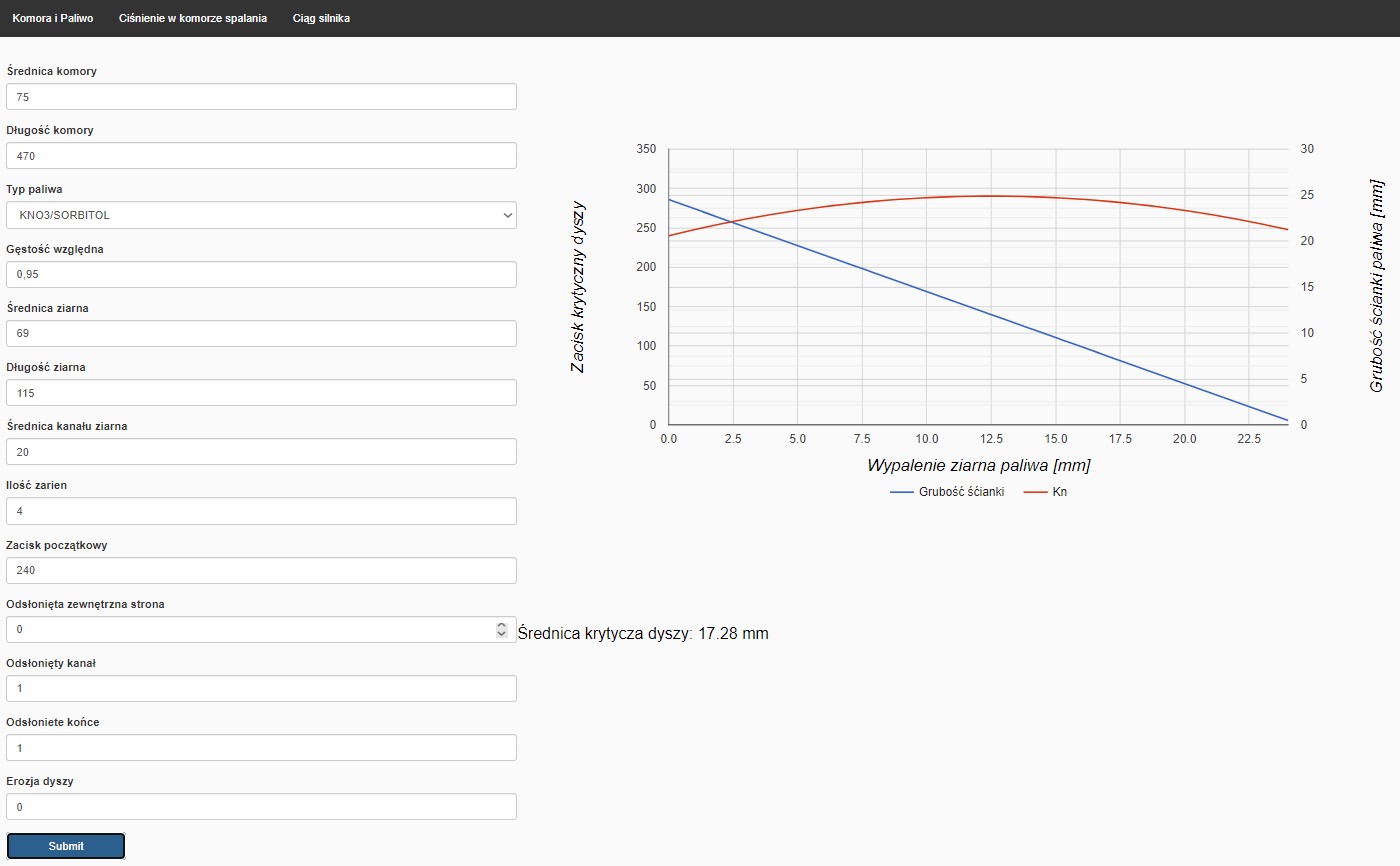 Komora i Paliwo Ciśnienie w komorze spalania Ciąg silnika
Średnica komory
75
Długość komory
470
Typ paliwa
KNO3/SORBITOL
Gęstość względna
0,95
Średnica ziarna
69
Długość ziarna
115
Średnica kanału ziarna
20
Ilość zarien
4
Zacisk początkowy
240
Odsłonięta zewnętrzna strona
0
Odsłonięty kanał
1
Odsłoniete końce
1
Erozja dyszy
0
Submit
Zacisk krytyczny dyszy
350
300
250
200
150
100
50
0
0.0 2.5 5.0 7.5 10.0 12.5 15.0 17.5 20.0 22.5
30
25
20
15
10
5
0
Grubość ścianki paliwa [mm]
Wypalenie ziarna paliwa [mm]
Grubość śćianki Kn
Średnica krytycza dyszy: 17.28 mm